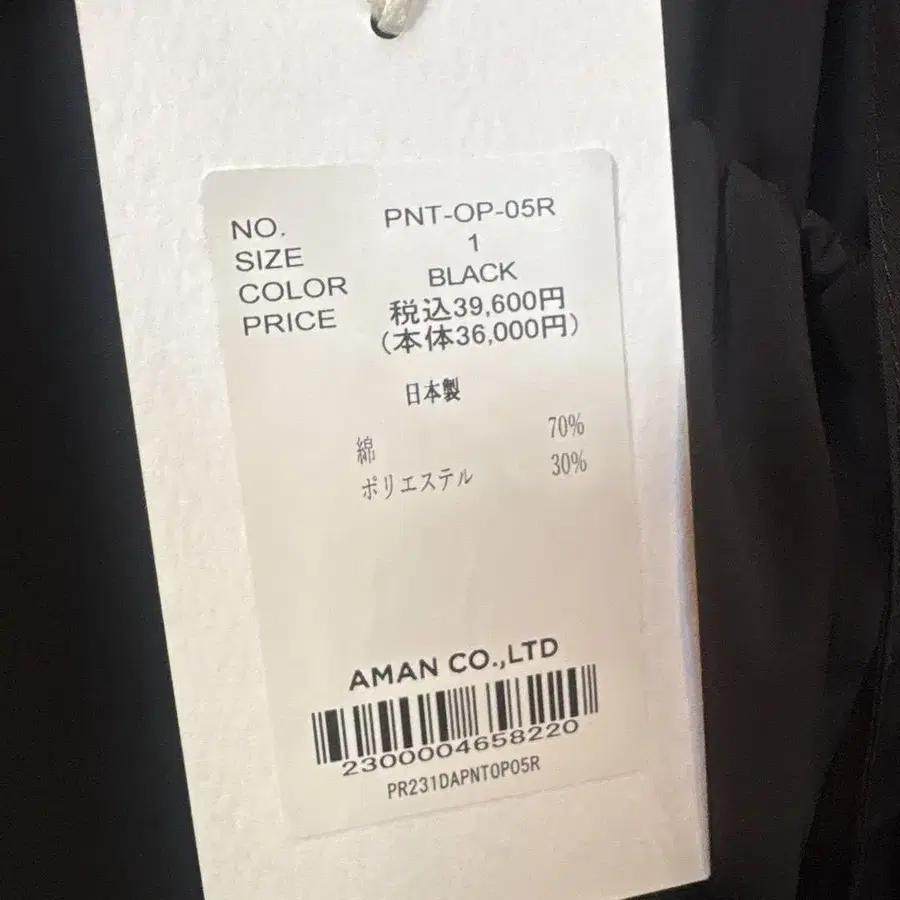 NO. PNT-OP-05R
SIZE 1
COLOR BLACK
PRICE 税込39,600円
(本体36,000円)
日本製
綿 70%
ポリエステル 30%
AMAN CO.,LTD
2300004658220
PR231DAPNTOP05R